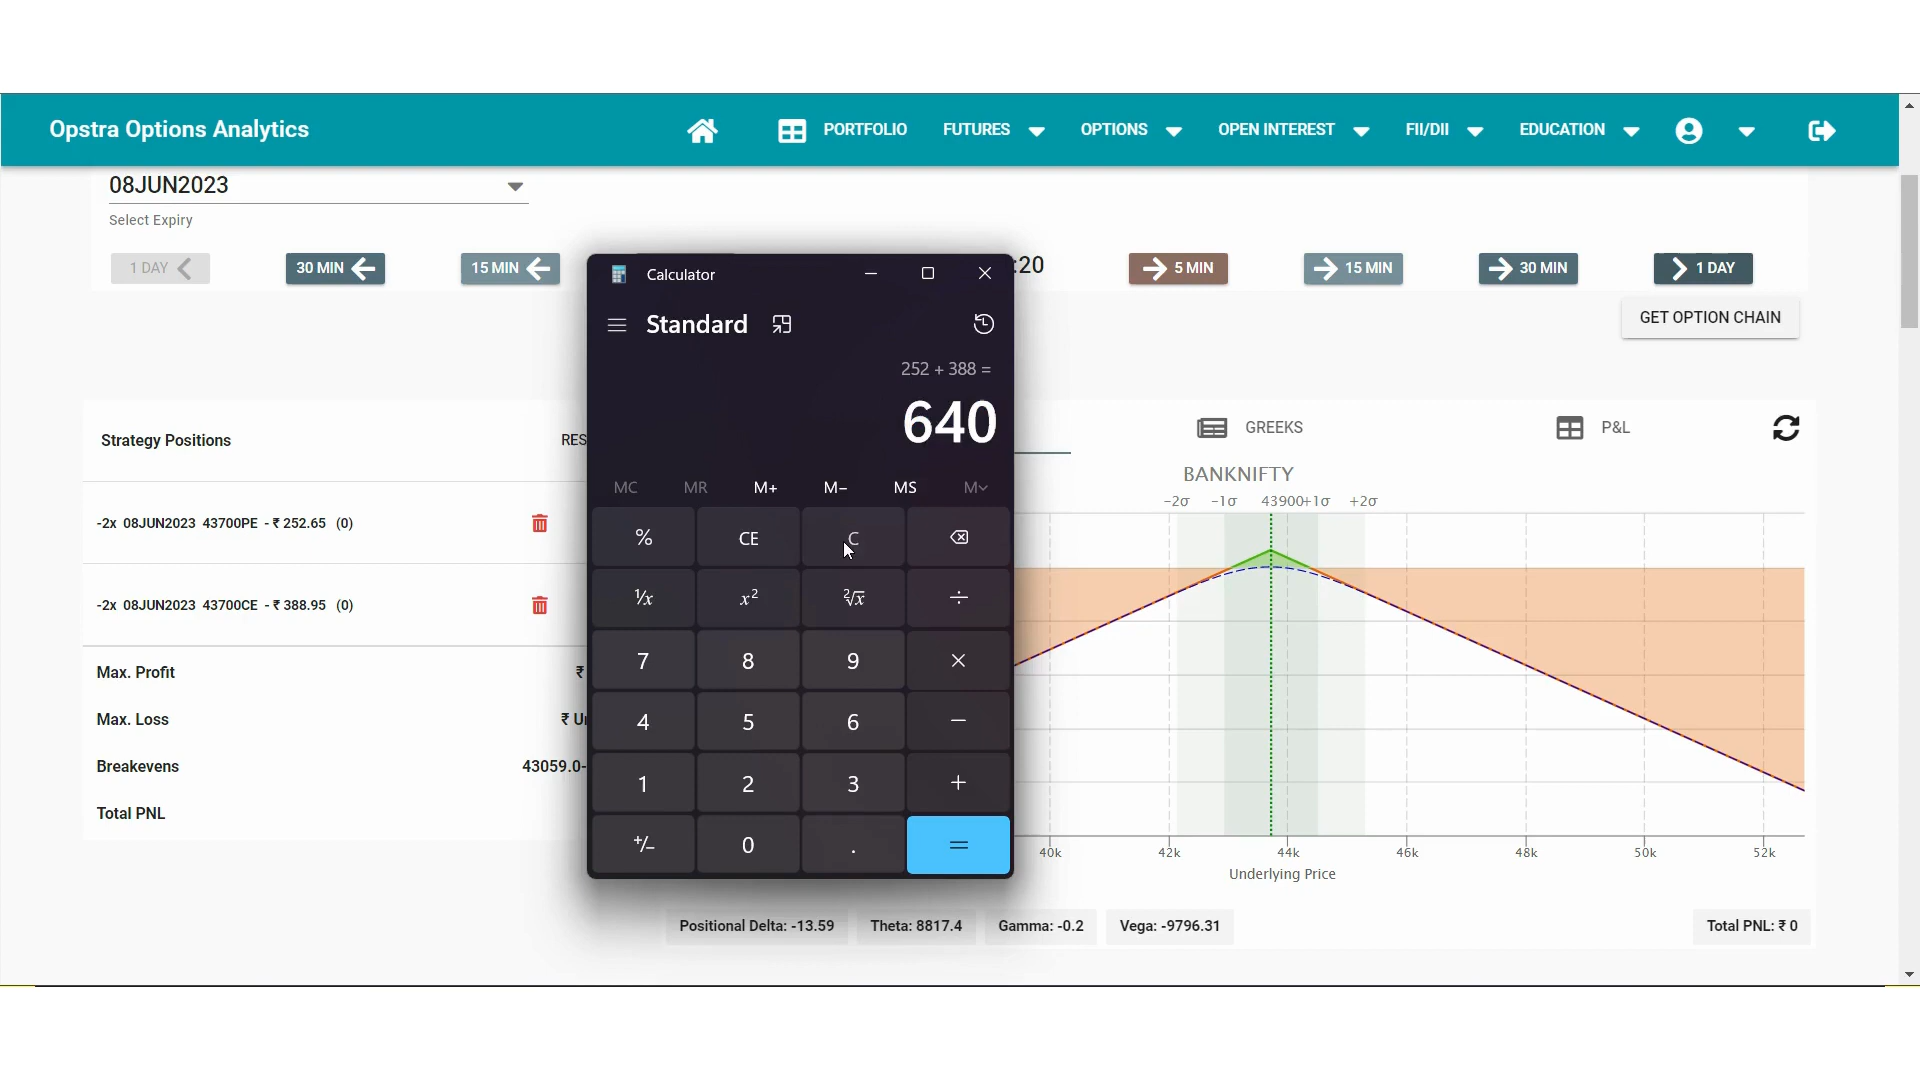 Opstra Options Analytics
PORTFOLIO
FUTURES
OPTIONS
OPEN INTEREST
FII/DII
EDUCATION
08JUN2023
Select Expiry
1 DAY
30 MIN
15 MIN
:20
5 MIN
15 MIN
30 MIN
1 DAY
GET OPTION CHAIN
Strategy Positions
RES
-2x 08JUN2023 43700PE - ₹ 252.65 (0)
-2x 08JUN2023 43700CE - ₹ 388.95 (0)
Max. Profit ₹
Max. Loss ₹ U
Breakevens 43059.0-
Total PNL
Calculator
Standard
252 + 388 =
640
MC MR M+ M− MS M
% CE C
1/x x² ²√x ÷
7 8 9 ×
4 5 6 −
1 2 3 +
+/− 0 . =
GREEKS
P&L
BANKNIFTY
-2σ -1σ 43900+1σ +2σ
40k 42k 44k 46k 48k 50k 52k
Underlying Price
Positional Delta: -13.59
Theta: 8817.4
Gamma: -0.2
Vega: -9796.31
Total PNL: ₹ 0